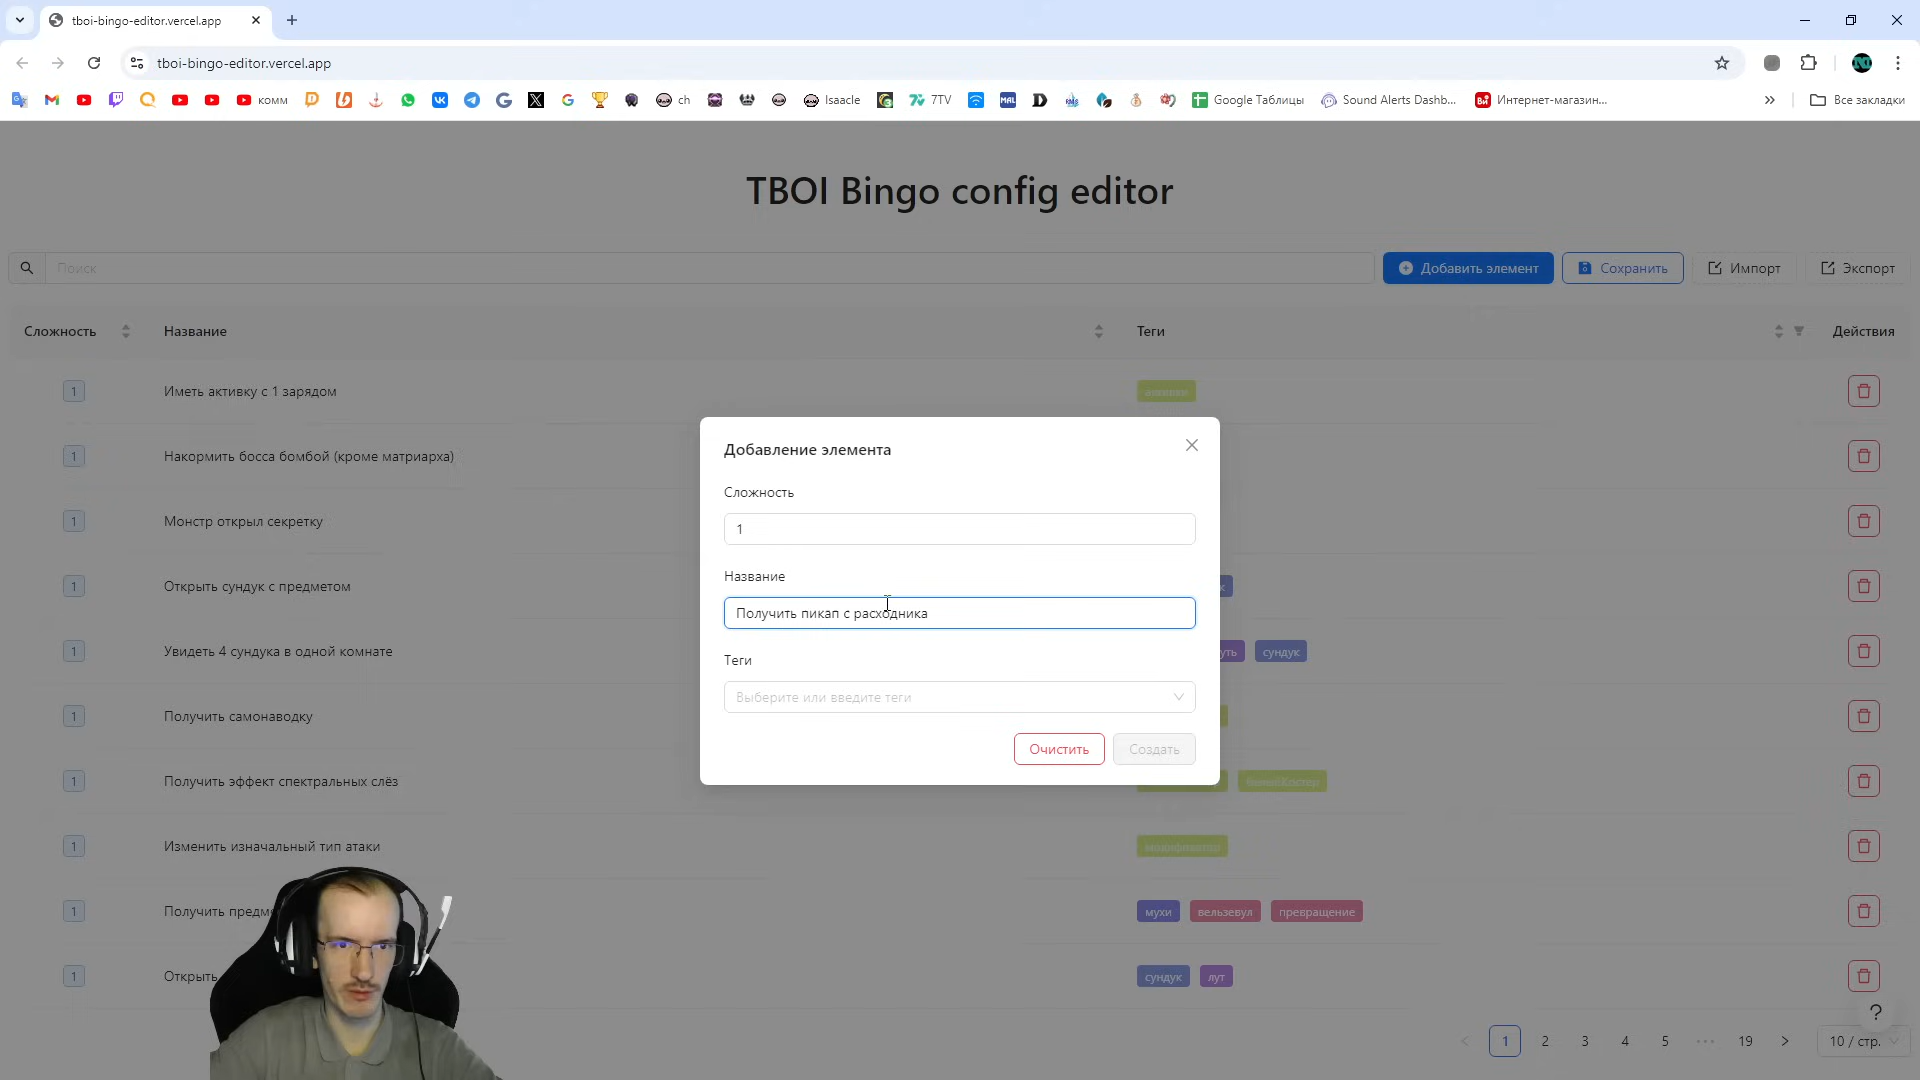 tboi-bingo-editor.vercel.app
tboi-bingo-editor.vercel.app
комм
ch
Isaacle
7TV
MAL
Google Таблицы
Sound Alerts Dashb...
Интернет-магазин...
Все закладки
TBOI Bingo config editor
Поиск
Добавить элемент
Сохранить
Импорт
Экспорт
Сложность
Название
Теги
Действия
1
Иметь активку с 1 зарядом
активки
1
Накормить босса бомбой (кроме матриарха)
1
Монстр открыл секретку
1
Открыть сундук с предметом
1
Увидеть 4 сундука в одной комнате
сундук
1
Получить самонаводку
1
Получить эффект спектральных слёз
1
Изменить изначальный тип атаки
модификатор
1
Получить
мухи
вельзевул
превращение
1
Открыть
сундук
лут
Добавление элемента
Сложность
1
Название
Получить пикап с расходника
Теги
Выберите или введите теги
Очистить
Создать
?
1
2
3
4
5
•••
19
10 / стр.